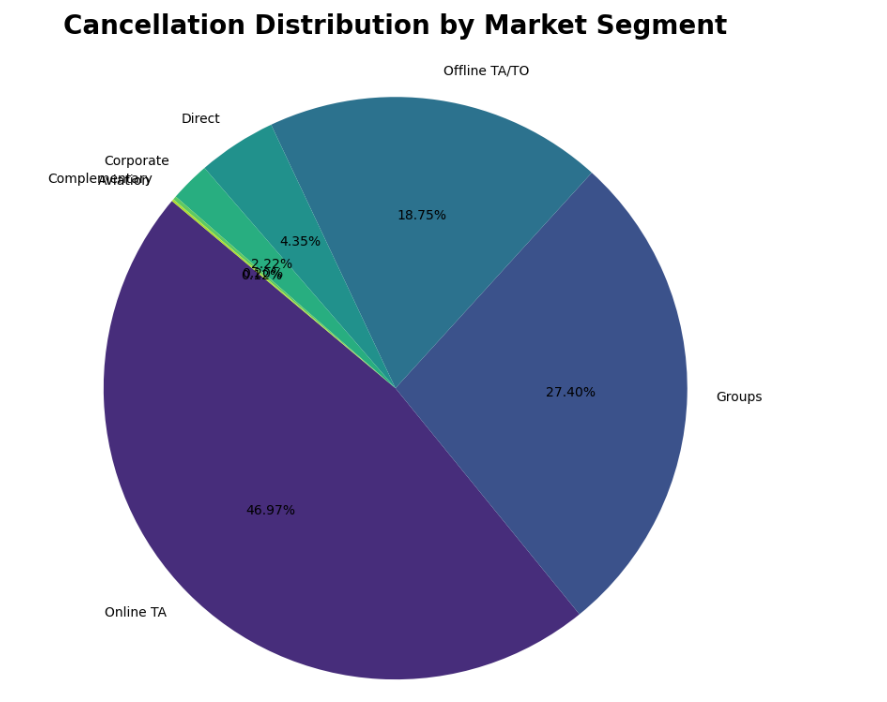 Cancellation Distribution by Market Segment
Offline TA/TO
Direct
Corporate
Complementary
Aviation
18.75%
4.35%
2.22%
27.40%
Groups
46.97%
Online TA